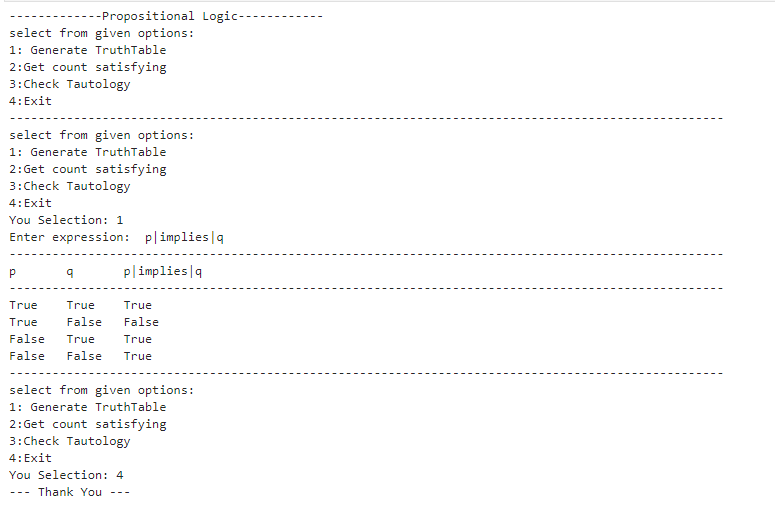 -------------Propositional Logic------------
select from given options:
1: Generate TruthTable
2:Get count satisfying
3:Check Tautology
4:Exit
----------------------------------------------------------------------------------------------------
select from given options:
1: Generate TruthTable
2:Get count satisfying
3:Check Tautology
4:Exit
You Selection: 1
Enter expression:  p|implies|q
----------------------------------------------------------------------------------------------------
p       q       p|implies|q
----------------------------------------------------------------------------------------------------
True    True    True
True    False   False
False   True    True
False   False   True
----------------------------------------------------------------------------------------------------
select from given options:
1: Generate TruthTable
2:Get count satisfying
3:Check Tautology
4:Exit
You Selection: 4
--- Thank You ---